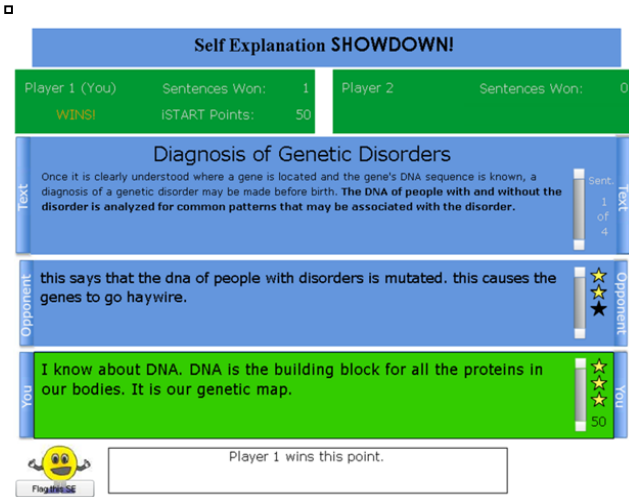 Self Explanation SHOWDOWN!
Player 1 (You) Sentences Won: 1
WINS! iSTART Points: 50
Player 2 Sentences Won: 0
Diagnosis of Genetic Disorders
Once it is clearly understood where a gene is located and the gene's DNA sequence is known, a
diagnosis of a genetic disorder may be made before birth. The DNA of people with and without the
disorder is analyzed for common patterns that may be associated with the disorder.
Text
Sent.
1
of
4
Text
Opponent
this says that the dna of people with disorders is mutated. this causes the
genes to go haywire.
Opponent
You
I know about DNA. DNA is the building block for all the proteins in
our bodies. It is our genetic map.
50
You
Flag this SE
Player 1 wins this point.